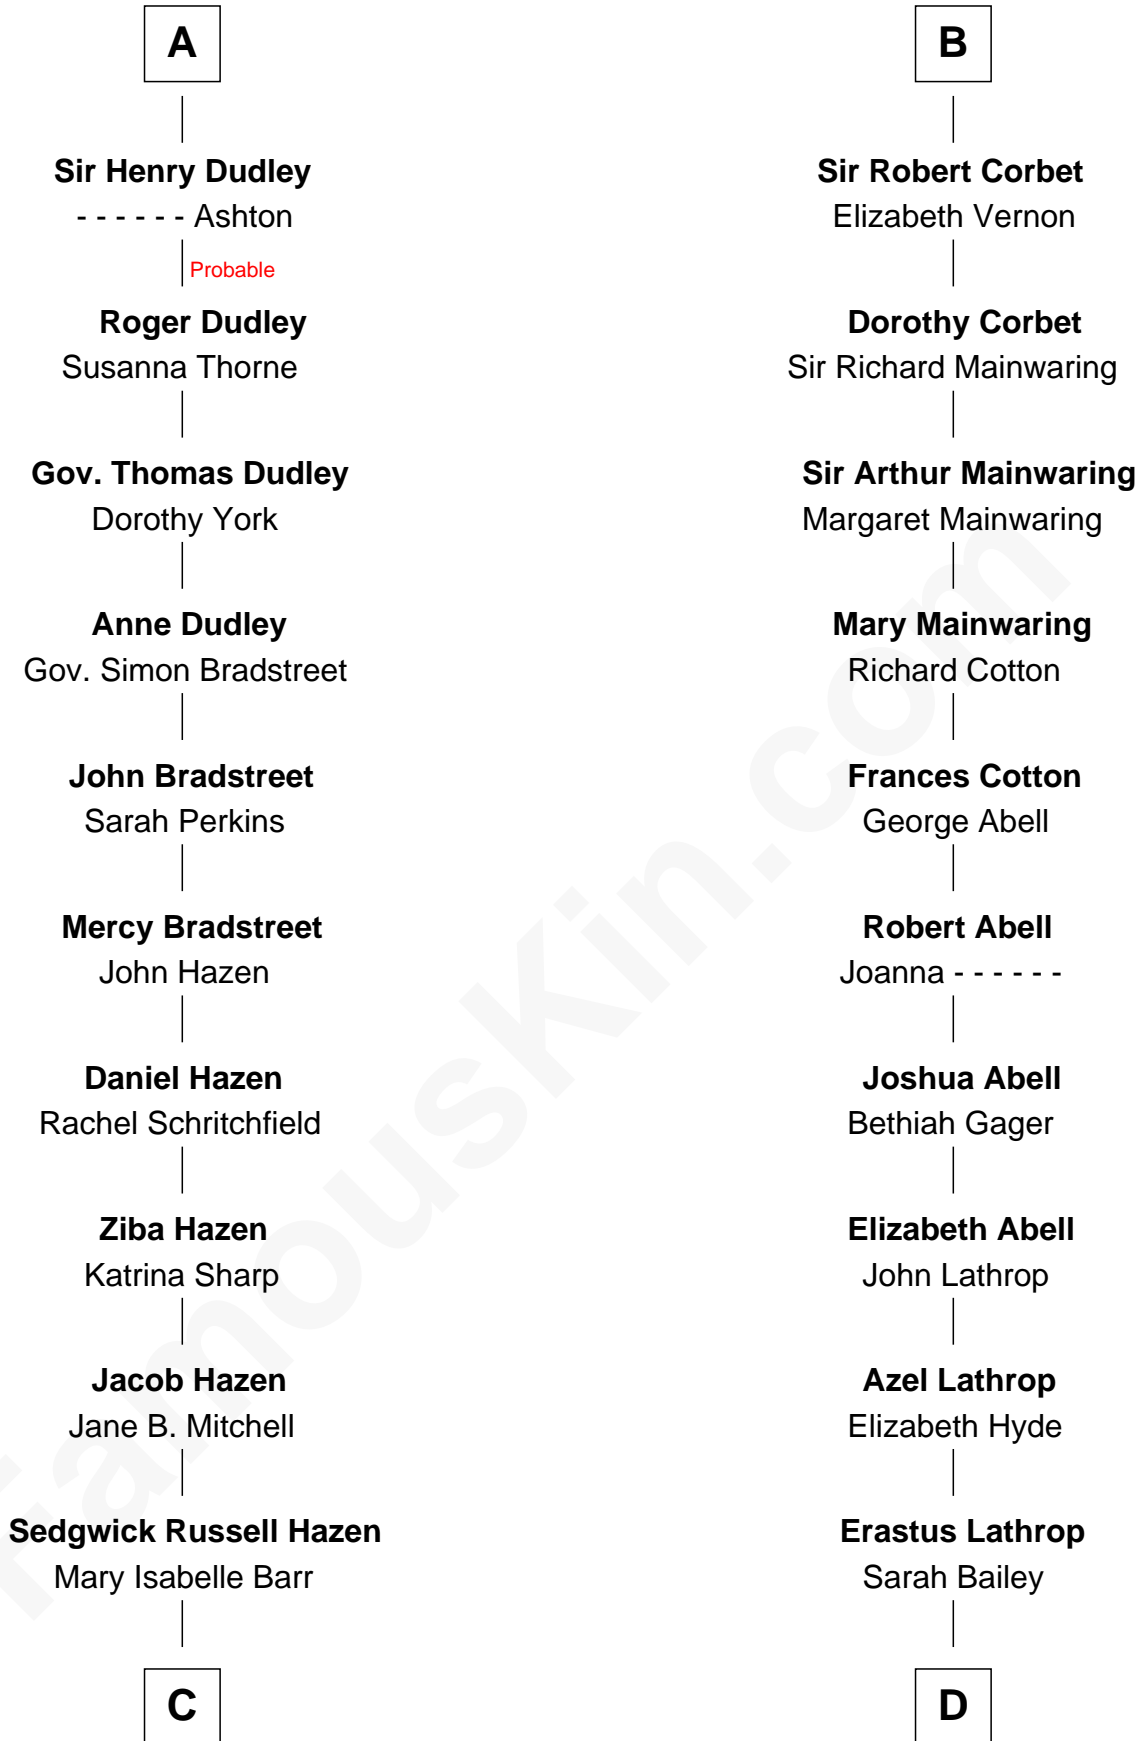 A
Sir Henry Dudley
- - - - - - Ashton
Probable
Roger Dudley
Susanna Thorne
Gov. Thomas Dudley
Dorothy York
Anne Dudley
Gov. Simon Bradstreet
John Bradstreet
Sarah Perkins
Mercy Bradstreet
John Hazen
Daniel Hazen
Rachel Schritchfield
Ziba Hazen
Katrina Sharp
Jacob Hazen
Jane B. Mitchell
Sedgwick Russell Hazen
Mary Isabelle Barr
C
B
Sir Robert Corbet
Elizabeth Vernon
Dorothy Corbet
Sir Richard Mainwaring
Sir Arthur Mainwaring
Margaret Mainwaring
Mary Mainwaring
Richard Cotton
Frances Cotton
George Abell
Robert Abell
Joanna - - - - - -
Joshua Abell
Bethiah Gager
Elizabeth Abell
John Lathrop
Azel Lathrop
Elizabeth Hyde
Erastus Lathrop
Sarah Bailey
D
FamousKin.com